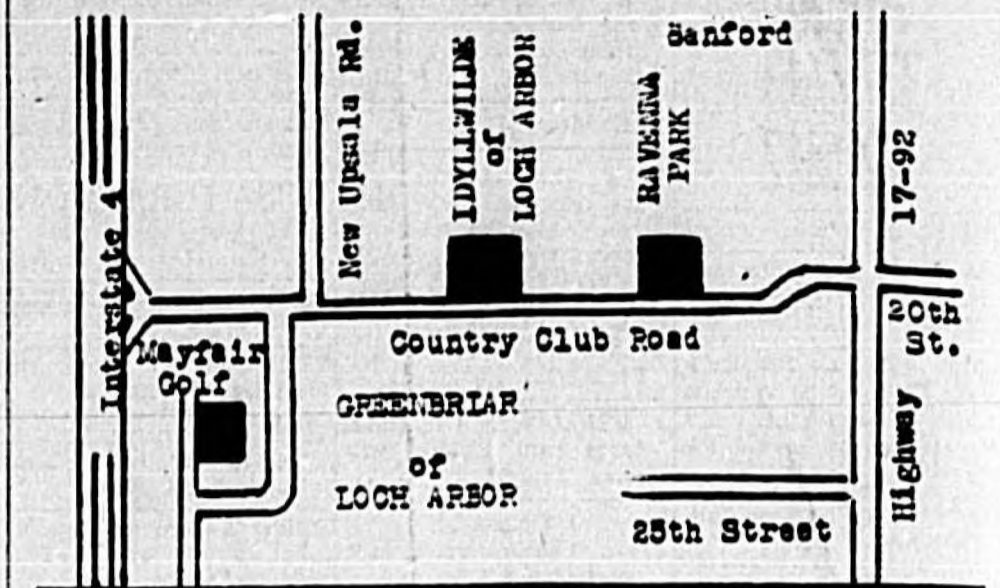 Sanford
New Upsala Rd.
IDYLLWILDE
of
LOCH ARBOR
RAVENNA
PARK
17-92
Interstate 4
20th
St.
Country Club Road
Mayfair
Golf
GREENBRIAR
of
LOCH ARBOR
Highway
25th Street